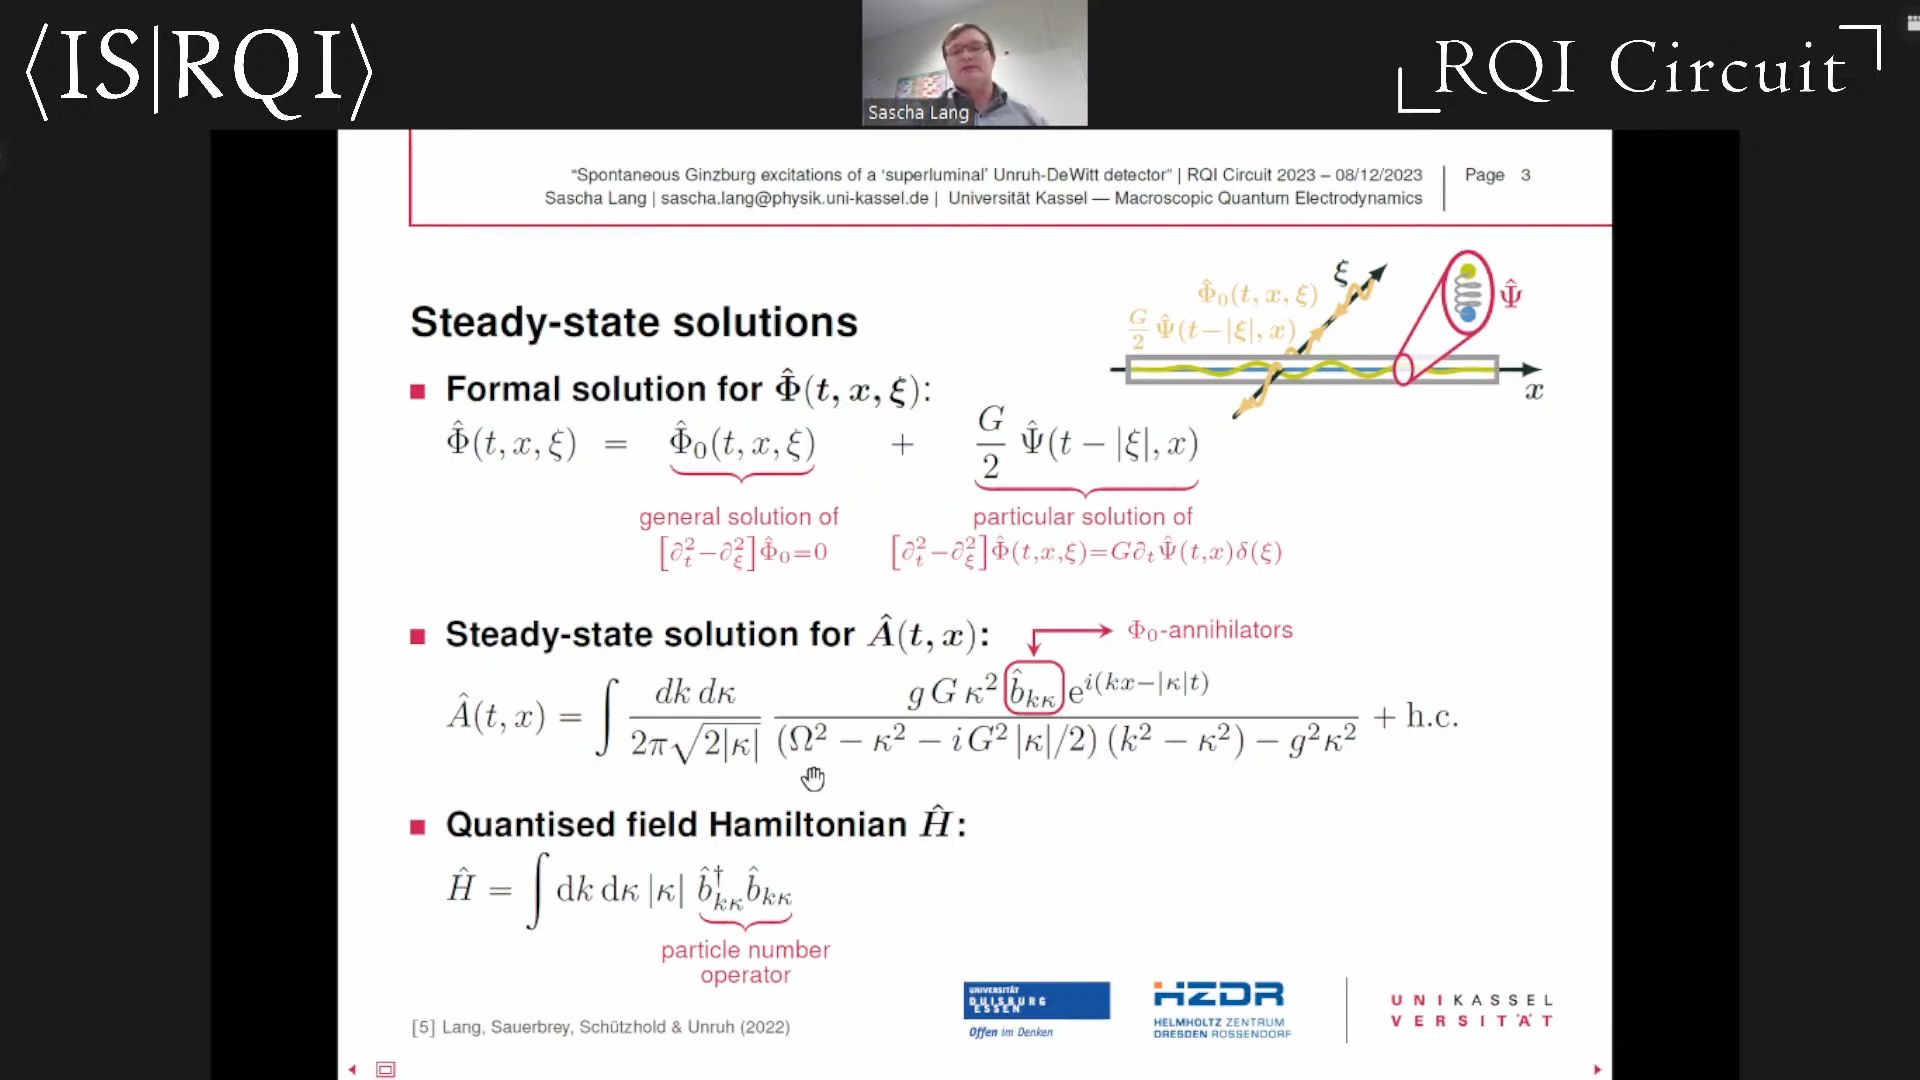 ⟨IS|RQI⟩
RQI Circuit
Sascha Lang
"Spontaneous Ginzburg excitations of a 'superluminal' Unruh-DeWitt detector" | RQI Circuit 2023 – 08/12/2023
Page 3
Sascha Lang | sascha.lang@physik.uni-kassel.de | Universität Kassel — Macroscopic Quantum Electrodynamics
ξ
Φ̂₀(t, x, ξ)
G/2 Ψ̂(t−|ξ|, x)
Ψ̂
x
Steady-state solutions
Formal solution for Φ̂(t, x, ξ):
Φ̂(t, x, ξ) = Φ̂₀(t, x, ξ) + G/2 Ψ̂(t − |ξ|, x)
general solution of
[∂ₜ²−∂_ξ²]Φ̂₀=0
particular solution of
[∂ₜ²−∂_ξ²]Φ̂(t,x,ξ)=G∂ₜΨ̂(t,x)δ(ξ)
Steady-state solution for Â(t, x):
Φ₀-annihilators
Â(t, x) = ∫ dk dκ / 2π√2|κ| g G κ² b̂_kκ e^i(kx−|κ|t) / (Ω² − κ² − i G² |κ|/2) (k² − κ²) − g²κ² + h.c.
Quantised field Hamiltonian Ĥ:
Ĥ = ∫ dk dκ |κ| b̂†_kκ b̂_kκ
particle number
operator
[5] Lang, Sauerbrey, Schützhold & Unruh (2022)
UNIVERSITÄT
DUISBURG
ESSEN
Offen im Denken
HZDR
HELMHOLTZ ZENTRUM
DRESDEN ROSSENDORF
UNIKASSEL
VERSITÄT